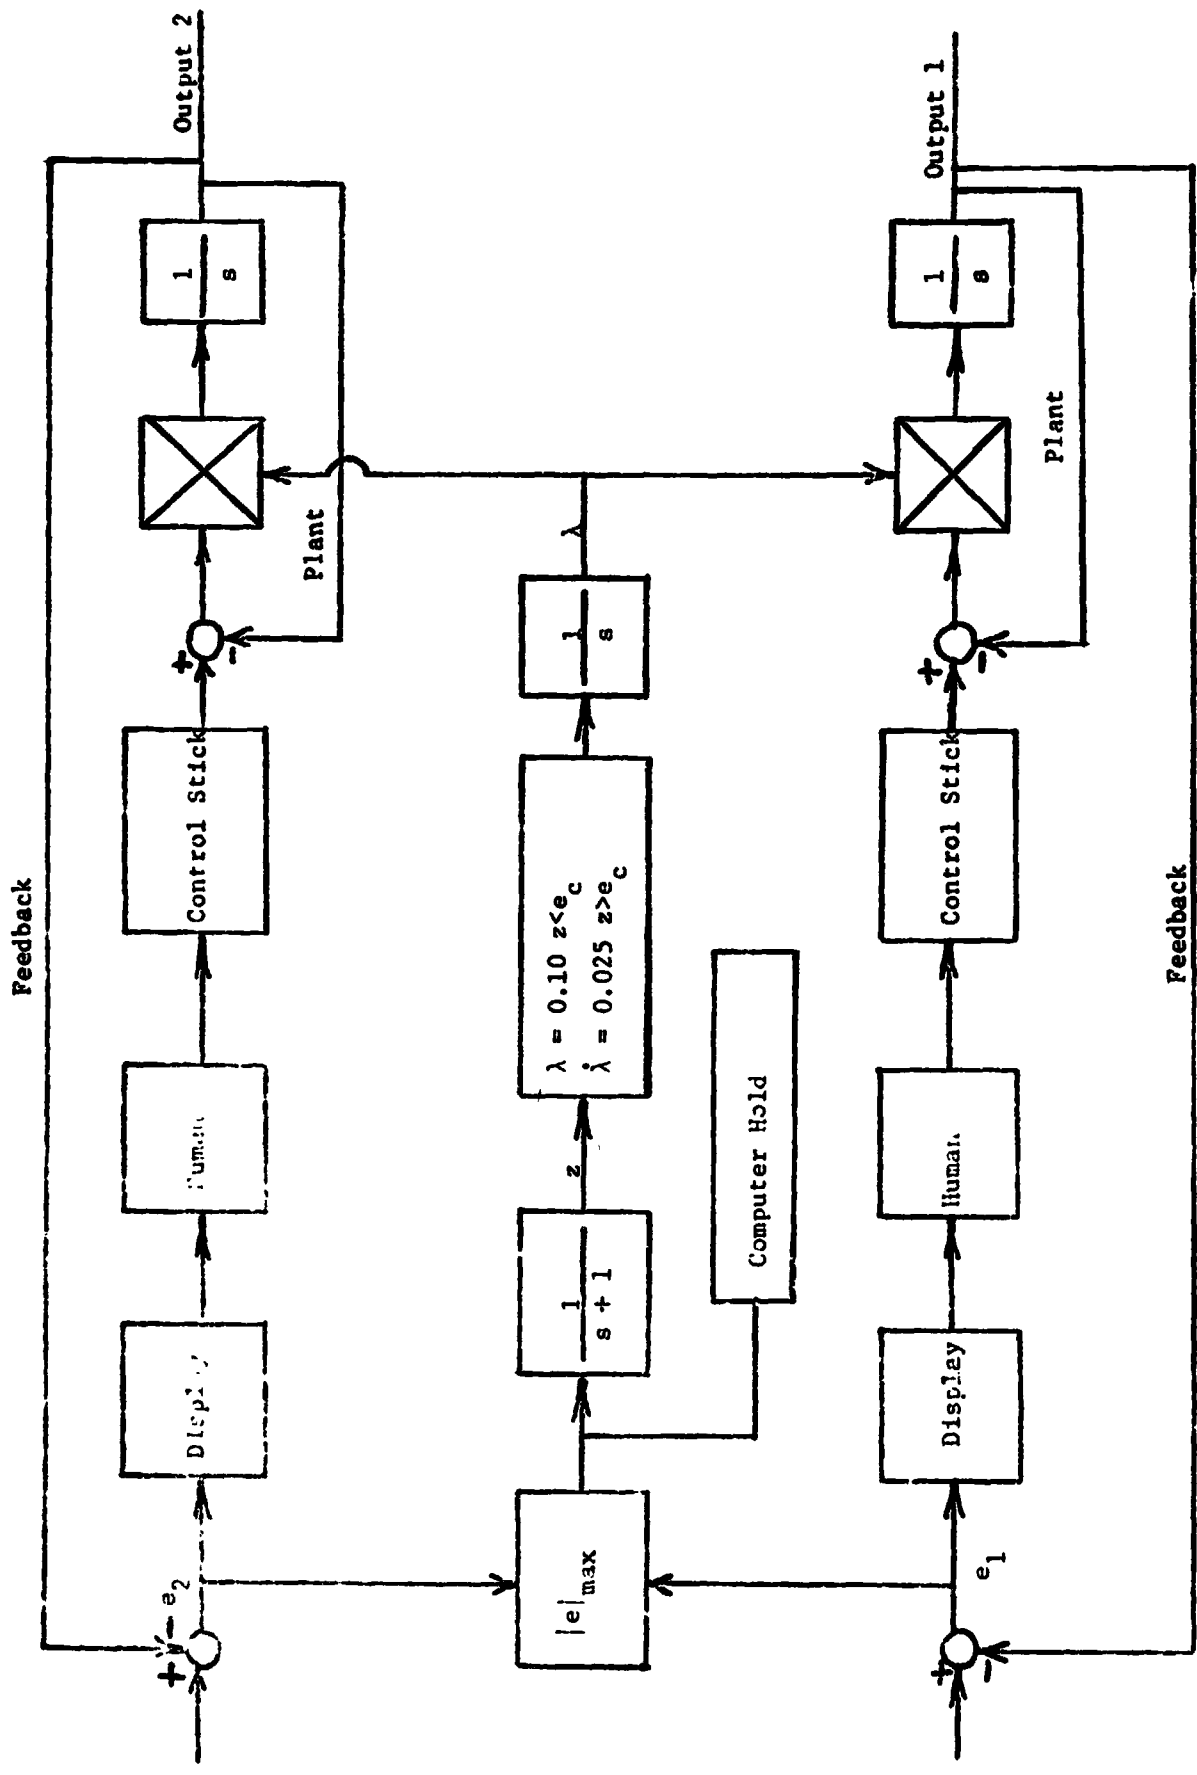 Feedback
+
-
e2
+
-
Control Stick
Plant
1
s
Output 2
|e|max
1
s + 1
z
λ = 0.10 z<ec
λ̇ = 0.025 z>ec
1
s
λ
Computer Hold
+
-
e1
Display
Human
Control Stick
+
-
Plant
1
s
Output 1
Feedback